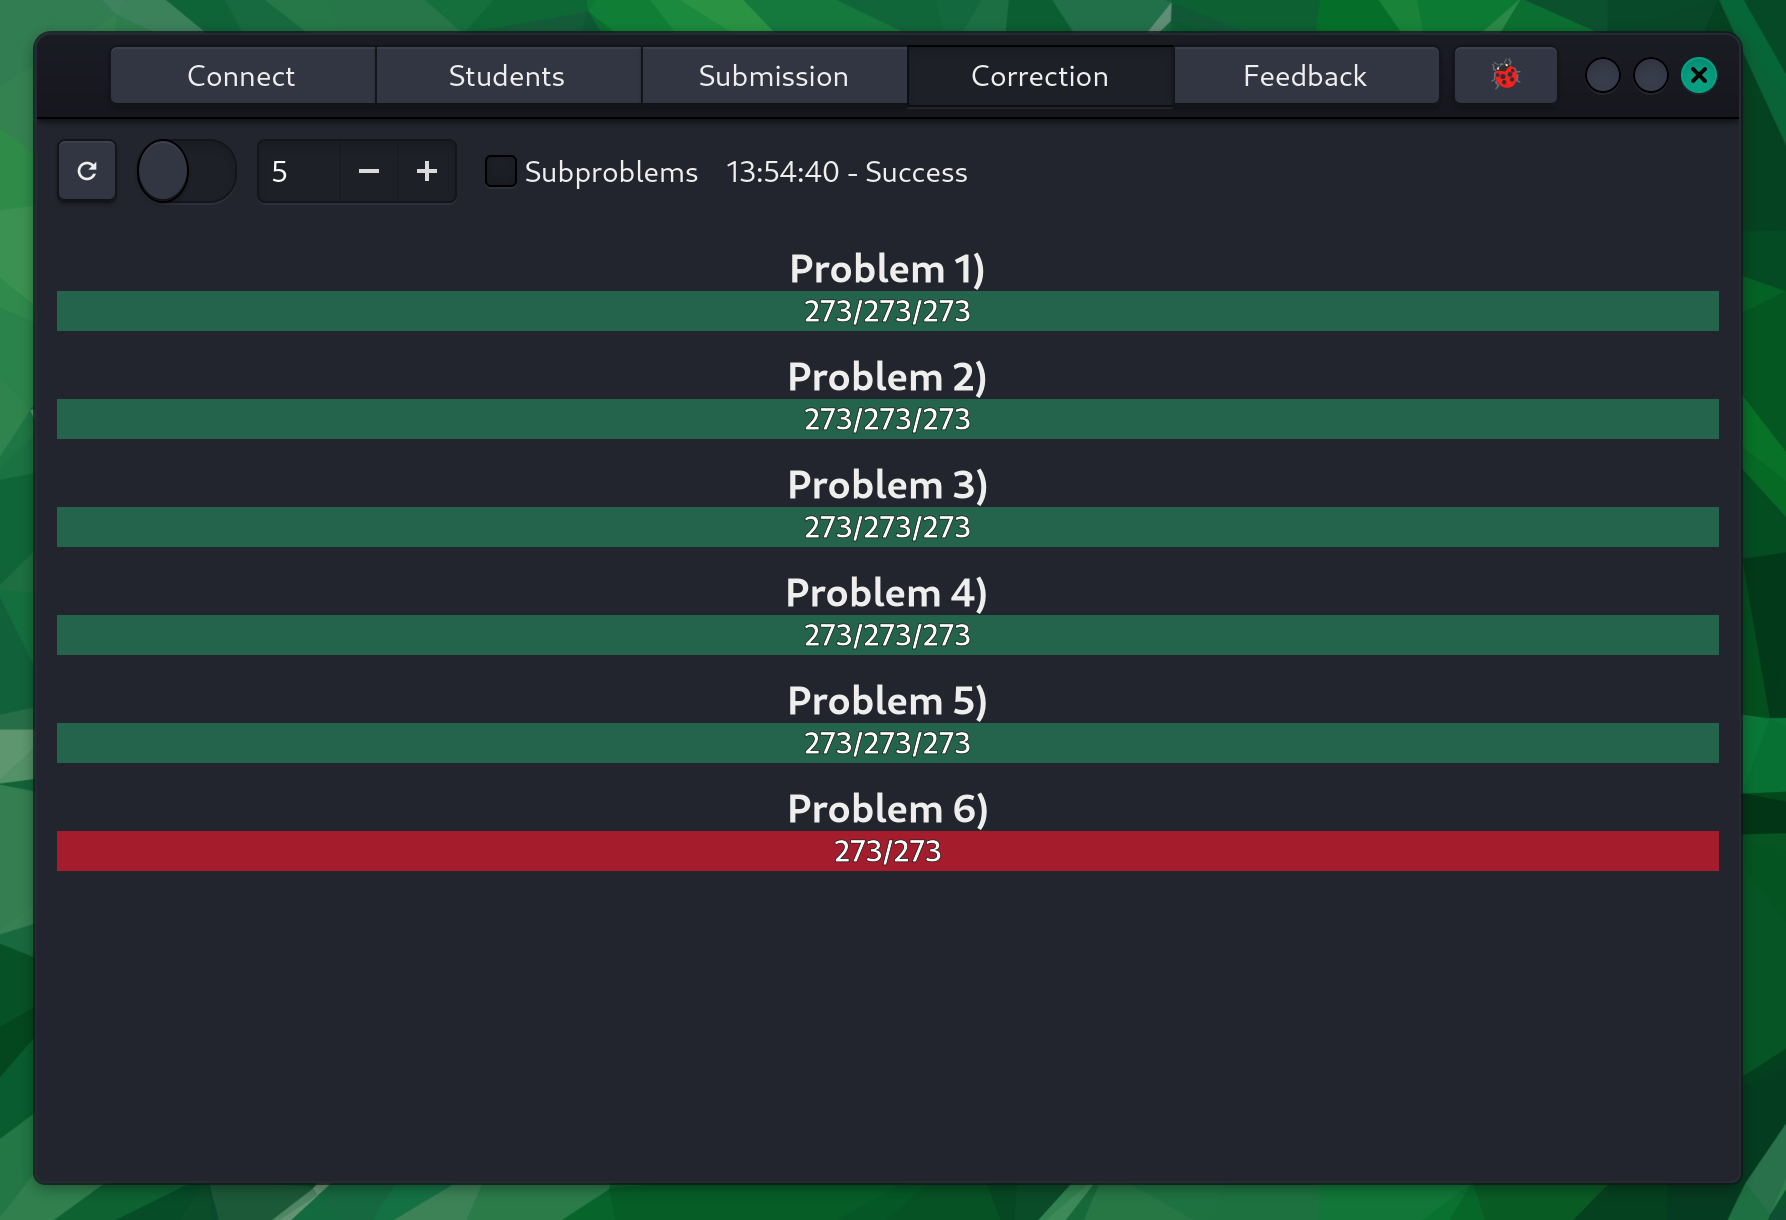 Connect Students Submission Correction Feedback
5 Subproblems 13:54:40 - Success
Problem 1)
273/273/273
Problem 2)
273/273/273
Problem 3)
273/273/273
Problem 4)
273/273/273
Problem 5)
273/273/273
Problem 6)
273/273